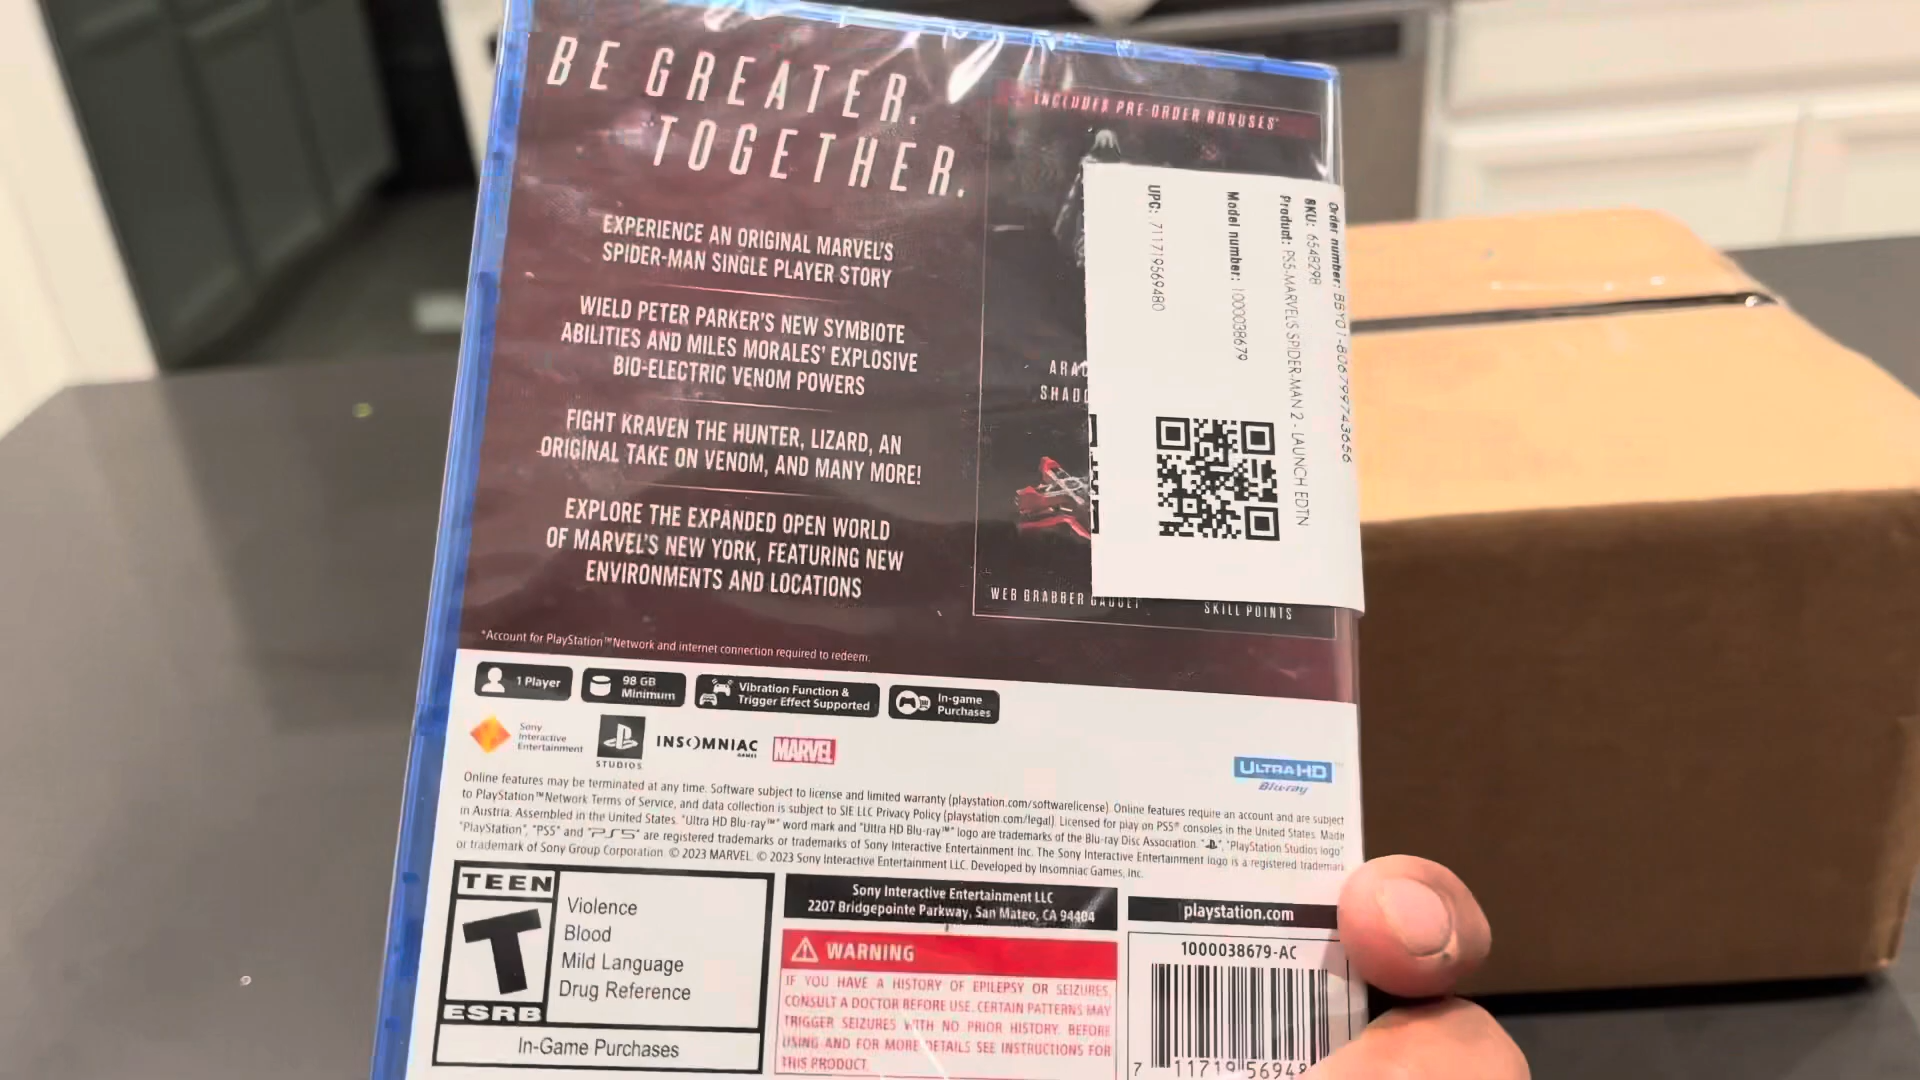 BE GREATER.
TOGETHER.
EXPERIENCE AN ORIGINAL MARVEL'S
SPIDER-MAN SINGLE PLAYER STORY
WIELD PETER PARKER'S NEW SYMBIOTE
ABILITIES AND MILES MORALES' EXPLOSIVE
BIO-ELECTRIC VENOM POWERS
FIGHT KRAVEN THE HUNTER, LIZARD, AN
ORIGINAL TAKE ON VENOM, AND MANY MORE!
EXPLORE THE EXPANDED OPEN WORLD
OF MARVEL'S NEW YORK, FEATURING NEW
ENVIRONMENTS AND LOCATIONS
*Account for PlayStation™Network and internet connection required to redeem.
INCLUDES PRE-ORDER BONUSES*
ARAC
SHADO
WEB GRABBER GADGET
SKILL POINTS
Order number: BBY01-806799743656
SKU: 6548298
Product: PS5-MARVEL'S SPIDER-MAN 2 - LAUNCH EDTN
Model number: 1000038679
UPC: 711719569480
1 Player
98 GB
Minimum
Vibration Function &
Trigger Effect Supported
In-game
Purchases
Sony
Interactive
Entertainment
STUDIOS
INSOMNIAC
GAMES
MARVEL
ULTRA HD
Blu-ray
Online features may be terminated at any time. Software subject to license and limited warranty (playstation.com/softwarelicense). Online features require an account and are subject
to PlayStation™Network Terms of Service, and data collection is subject to SIE LLC Privacy Policy (playstation.com/legal). Licensed for play on PS5® consoles in the United States. Made
in Austria. Assembled in the United States. "Ultra HD Blu-ray™" word mark and "Ultra HD Blu-ray™" logo are trademarks of the Blu-ray Disc Association. "PlayStation Studios logo"
"PlayStation", "PS5" and "PS5" are registered trademarks or trademarks of Sony Interactive Entertainment Inc. The Sony Interactive Entertainment logo is a registered trademark
or trademark of Sony Group Corporation. © 2023 MARVEL. © 2023 Sony Interactive Entertainment LLC. Developed by Insomniac Games, Inc.
TEEN
T
ESRB
Violence
Blood
Mild Language
Drug Reference
In-Game Purchases
Sony Interactive Entertainment LLC
2207 Bridgepointe Parkway, San Mateo, CA 94404
WARNING
IF YOU HAVE A HISTORY OF EPILEPSY OR SEIZURES,
CONSULT A DOCTOR BEFORE USE. CERTAIN PATTERNS MAY
TRIGGER SEIZURES WITH NO PRIOR HISTORY. BEFORE
USING AND FOR MORE DETAILS SEE INSTRUCTIONS FOR
THIS PRODUCT.
playstation.com
1000038679-AC
7 11719 56948